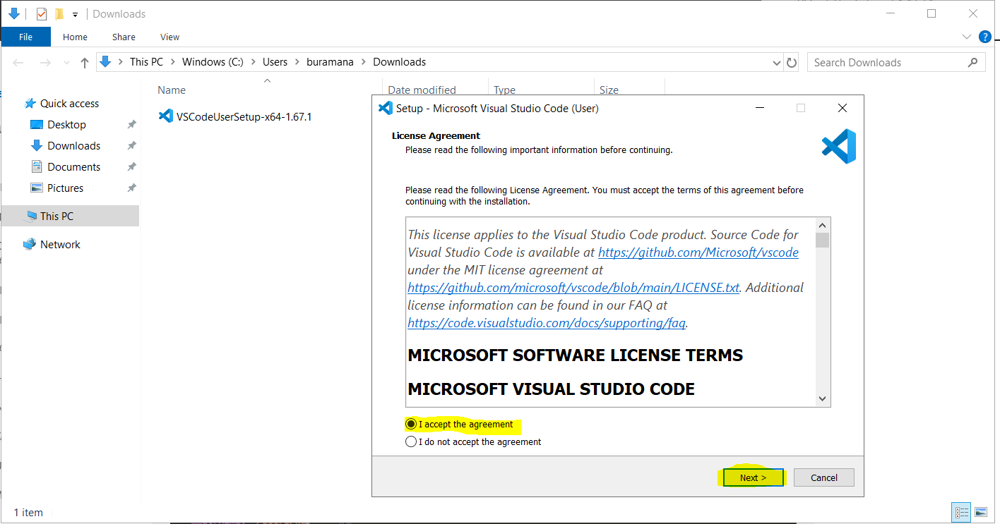 Downloads
File Home Share View
This PC Windows (C:) Users buramana Downloads
Search Downloads
Name Date modified Type Size
Quick access
Desktop
Downloads
Documents
Pictures
This PC
Network
VSCodeUserSetup-x64-1.67.1
Setup - Microsoft Visual Studio Code (User)
License Agreement
Please read the following important information before continuing.
Please read the following License Agreement. You must accept the terms of this agreement before
continuing with the installation.
This license applies to the Visual Studio Code product. Source Code for
Visual Studio Code is available at https://github.com/Microsoft/vscode
under the MIT license agreement at
https://github.com/microsoft/vscode/blob/main/LICENSE.txt. Additional
license information can be found in our FAQ at
https://code.visualstudio.com/docs/supporting/faq.
MICROSOFT SOFTWARE LICENSE TERMS
MICROSOFT VISUAL STUDIO CODE
I accept the agreement
I do not accept the agreement
Next > Cancel
1 item